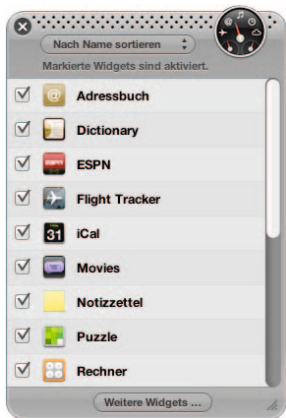 Nach Name sortieren
Markierte Widgets sind aktiviert.
Adressbuch
Dictionary
ESPN
Flight Tracker
31 iCal
Movies
Notizzettel
Puzzle
Rechner
Weitere Widgets ...